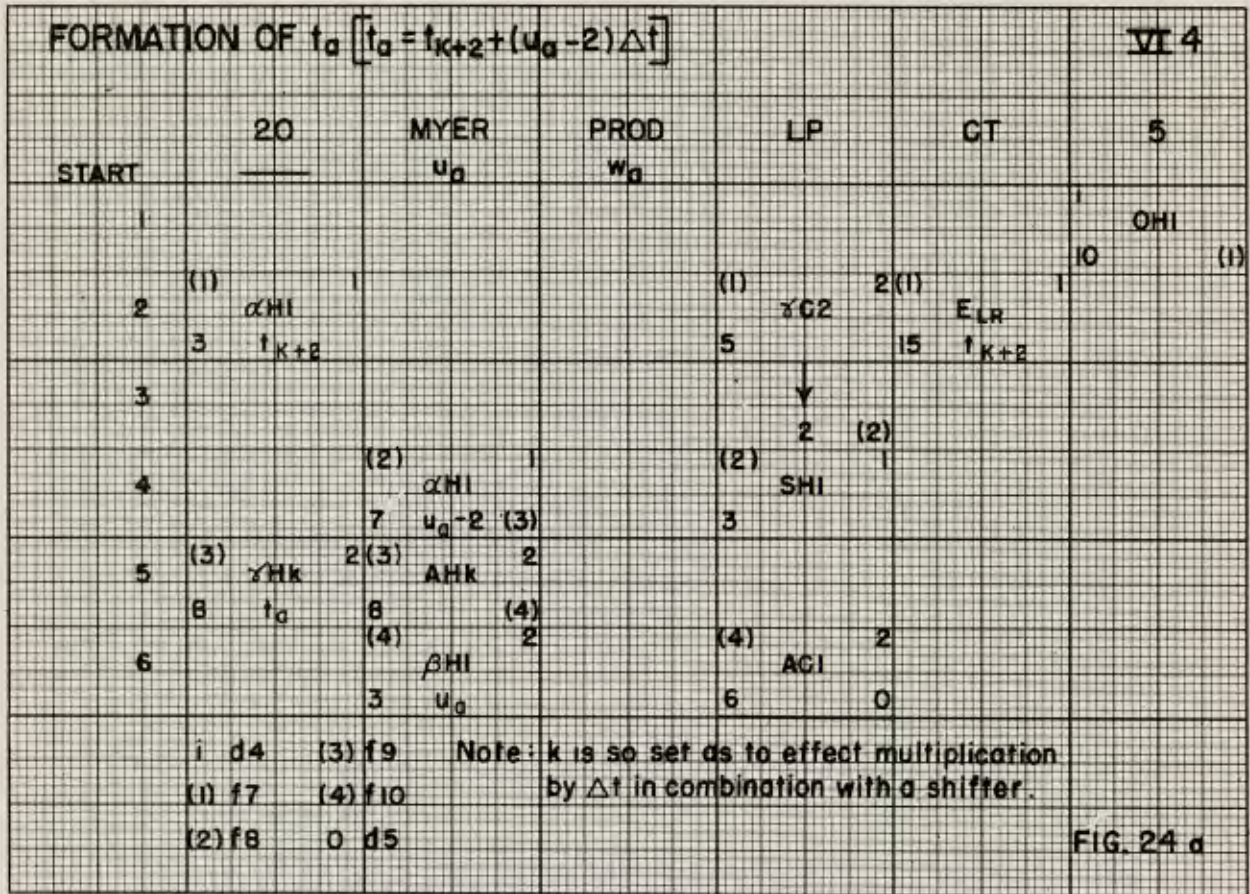 FORMATION OF ta [ta = tK+2 + (ua -2) Δt] VI 4
20 MYER PROD LP CT 5
START — ua wa
1 1 OHI
10 (1)
(1) 1 (1) 2 (1) 1
2 αHI γC2 ELR
3 tK+2 5 15 tK+2
3 ↓
2 (2)
(2) 1 (2) 1
4 αHI SHI
7 ua-2 (3) 3
(3) 2 (3) 2
5 γHk AHk
8 ta 8 (4)
(4) 2 (4) 2
6 βHI ACI
3 ua 6 0
i d4 (3) f9 Note: k is so set as to effect multiplication
(1) f7 (4) f10 by Δt in combination with a shifter.
(2) f8 0 d5 FIG. 24 a